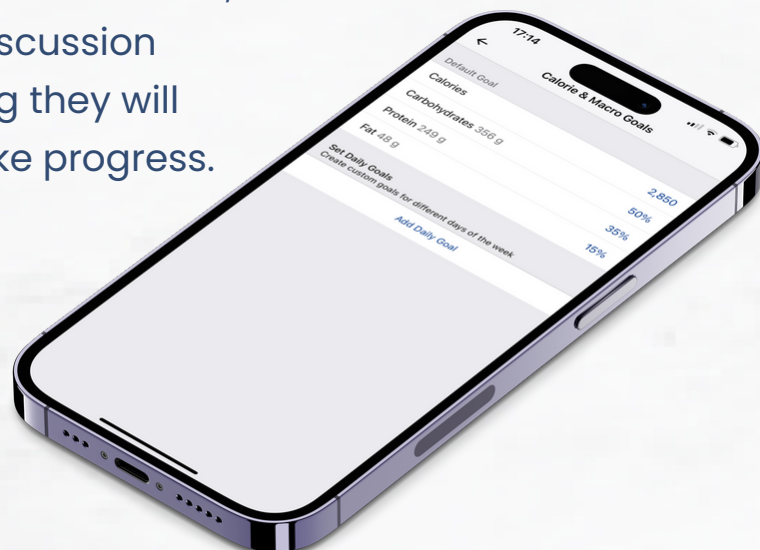 scussion
g they will
ke progress.
17:14
Calorie & Macro Goals
Default Goal
Calories 2,850
Carbohydrates 356 g 50%
Protein 249 g 35%
Fat 48 g 15%
Set Daily Goals
Create custom goals for different days of the week
Add Daily Goal